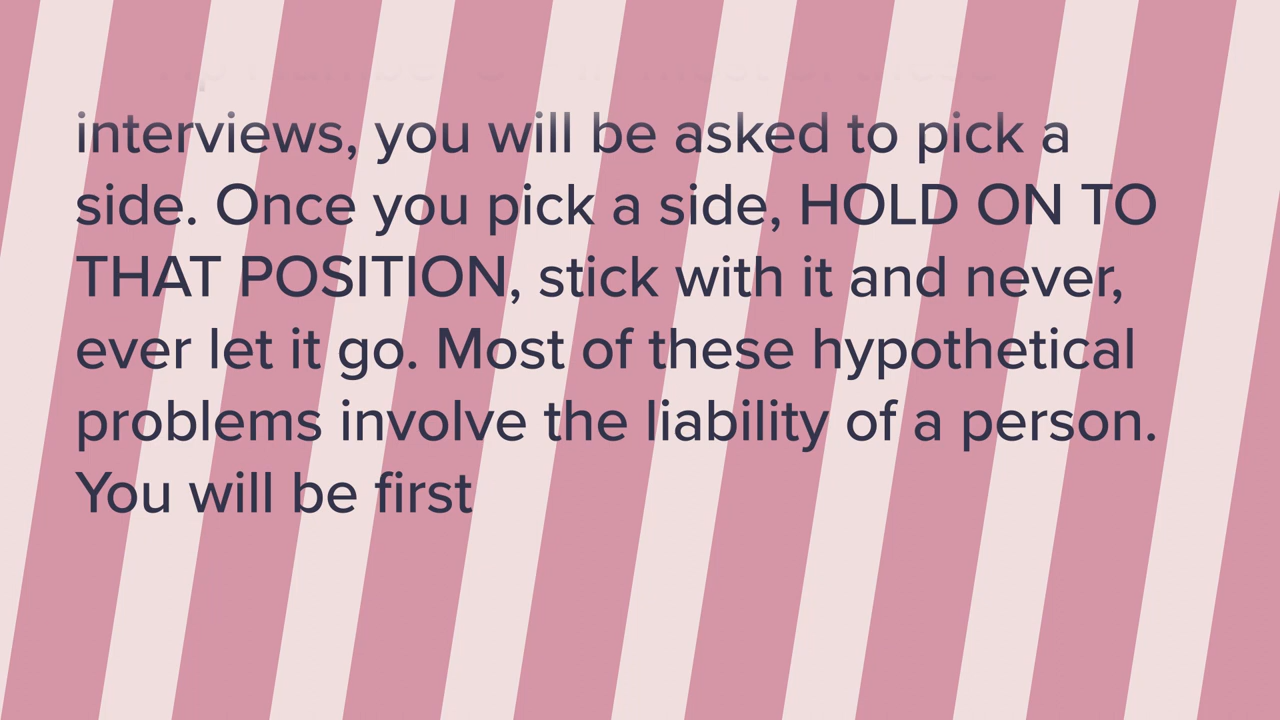 interviews, you will be asked to pick a
side. Once you pick a side, HOLD ON TO
THAT POSITION, stick with it and never,
ever let it go. Most of these hypothetical
problems involve the liability of a person.
You will be first